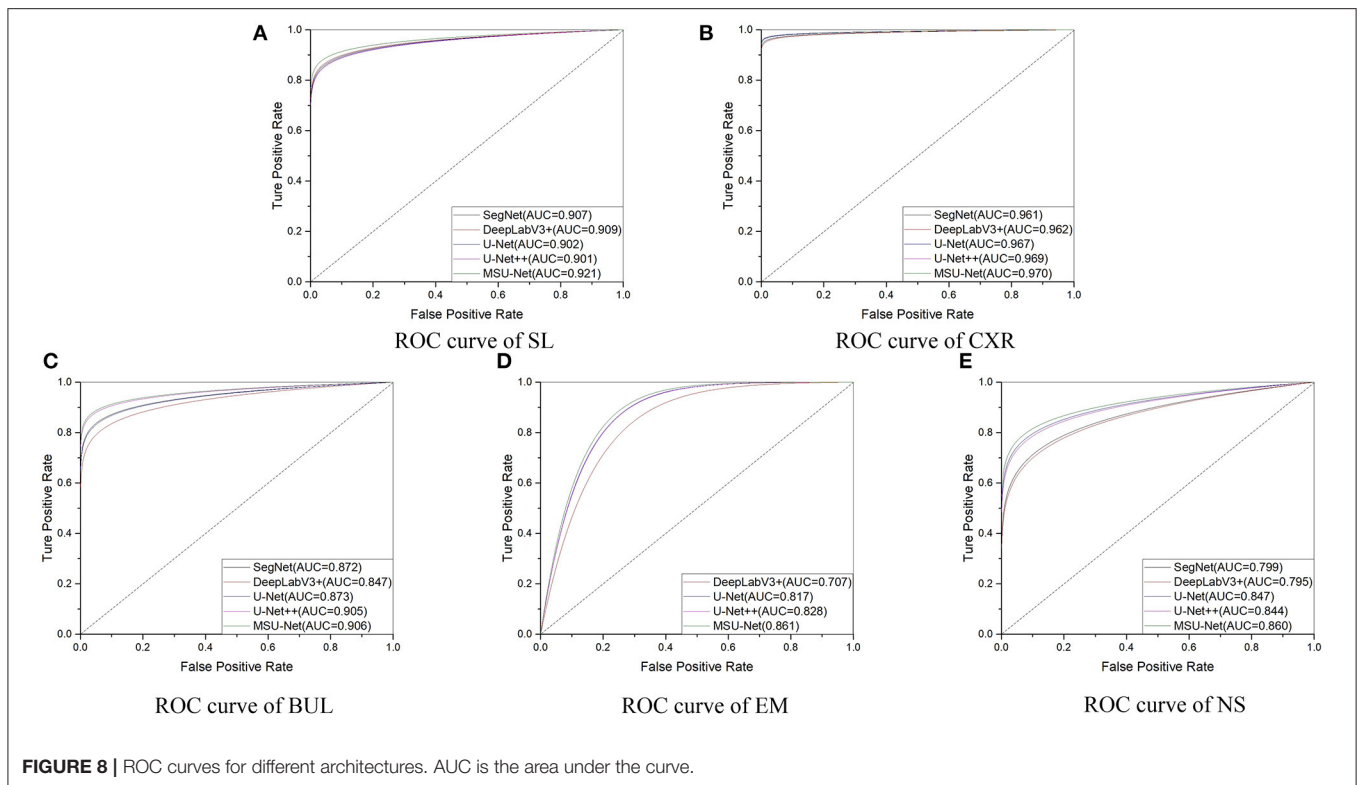 A
Ture Positive Rate
1.0
0.8
0.6
0.4
0.2
0.0
0.0 0.2 0.4 0.6 0.8 1.0
False Positive Rate
SegNet(AUC=0.907)
DeepLabV3+(AUC=0.909)
U-Net(AUC=0.902)
U-Net++(AUC=0.901)
MSU-Net(AUC=0.921)
ROC curve of SL
B
Ture Positive Rate
1.0
0.8
0.6
0.4
0.2
0.0
0.0 0.2 0.4 0.6 0.8 1.0
False Positive Rate
SegNet(AUC=0.961)
DeepLabV3+(AUC=0.962)
U-Net(AUC=0.967)
U-Net++(AUC=0.969)
MSU-Net(AUC=0.970)
ROC curve of CXR
C
Ture Positive Rate
1.0
0.8
0.6
0.4
0.2
0.0
0.0 0.2 0.4 0.6 0.8 1.0
False Positive Rate
SegNet(AUC=0.872)
DeepLabV3+(AUC=0.847)
U-Net(AUC=0.873)
U-Net++(AUC=0.905)
MSU-Net(AUC=0.906)
ROC curve of BUL
D
Ture Positive Rate
1.0
0.8
0.6
0.4
0.2
0.0
0.0 0.2 0.4 0.6 0.8 1.0
False Positive Rate
DeepLabV3+(AUC=0.707)
U-Net(AUC=0.817)
U-Net++(AUC=0.828)
MSU-Net(0.861)
ROC curve of EM
E
Ture Positive Rate
1.0
0.8
0.6
0.4
0.2
0.0
0.0 0.2 0.4 0.6 0.8 1.0
False Positive Rate
SegNet(AUC=0.799)
DeepLabV3+(AUC=0.795)
U-Net(AUC=0.847)
U-Net++(AUC=0.844)
MSU-Net(AUC=0.860)
ROC curve of NS
FIGURE 8 | ROC curves for different architectures. AUC is the area under the curve.